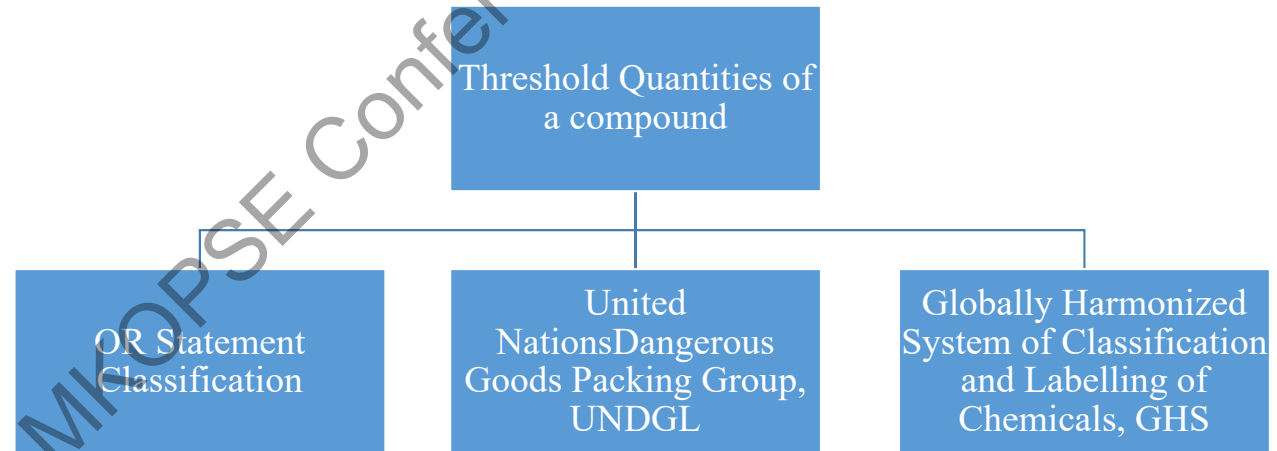 Threshold Quantities of
a compound
OR Statement
Classification
United
NationsDangerous
Goods Packing Group,
UNDGL
Globally Harmonized
System of Classification
and Labelling of
Chemicals, GHS
MKOPSE Confer